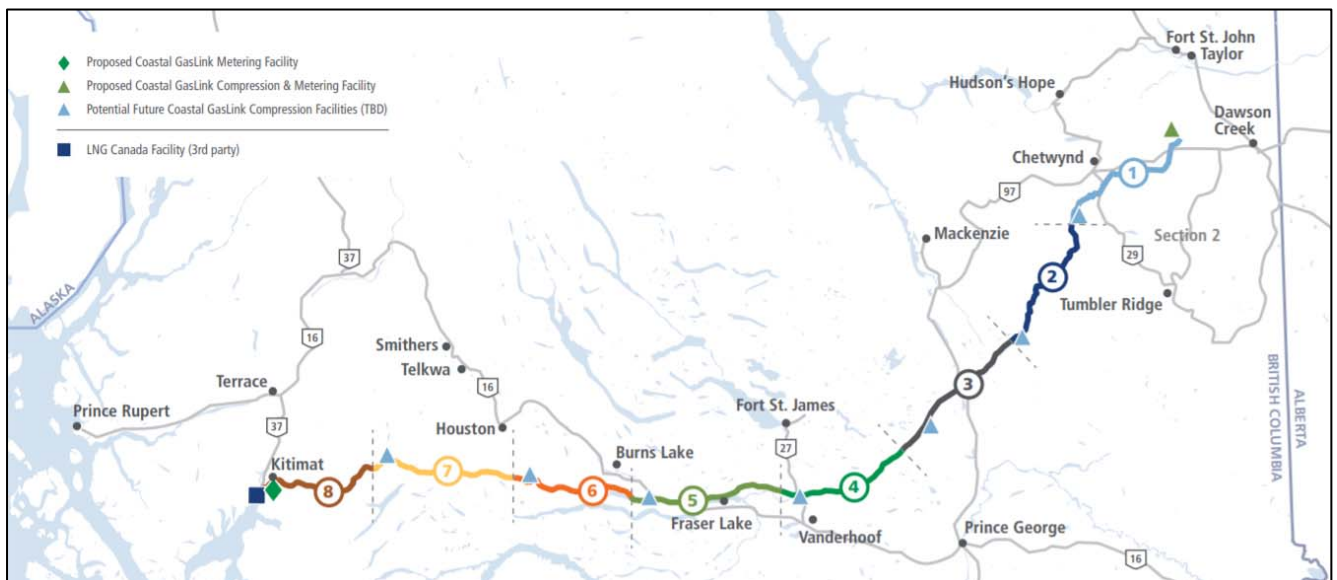 Proposed Coastal GasLink Metering Facility
Proposed Coastal GasLink Compression & Metering Facility
Potential Future Coastal GasLink Compression Facilities (TBD)
LNG Canada Facility (3rd party)
Fort St. John
Taylor
Hudson's Hope
Dawson
Creek
Chetwynd
1
97
Mackenzie
Section 2
29
2
Tumbler Ridge
ALASKA
37
16
Smithers
Telkwa
16
Terrace
Prince Rupert
37
Houston
Fort St. James
3
BRITISH COLUMBIA
ALBERTA
27
Burns Lake
Kitimat
8
7
6
5
4
Fraser Lake
Vanderhoof
Prince George
16